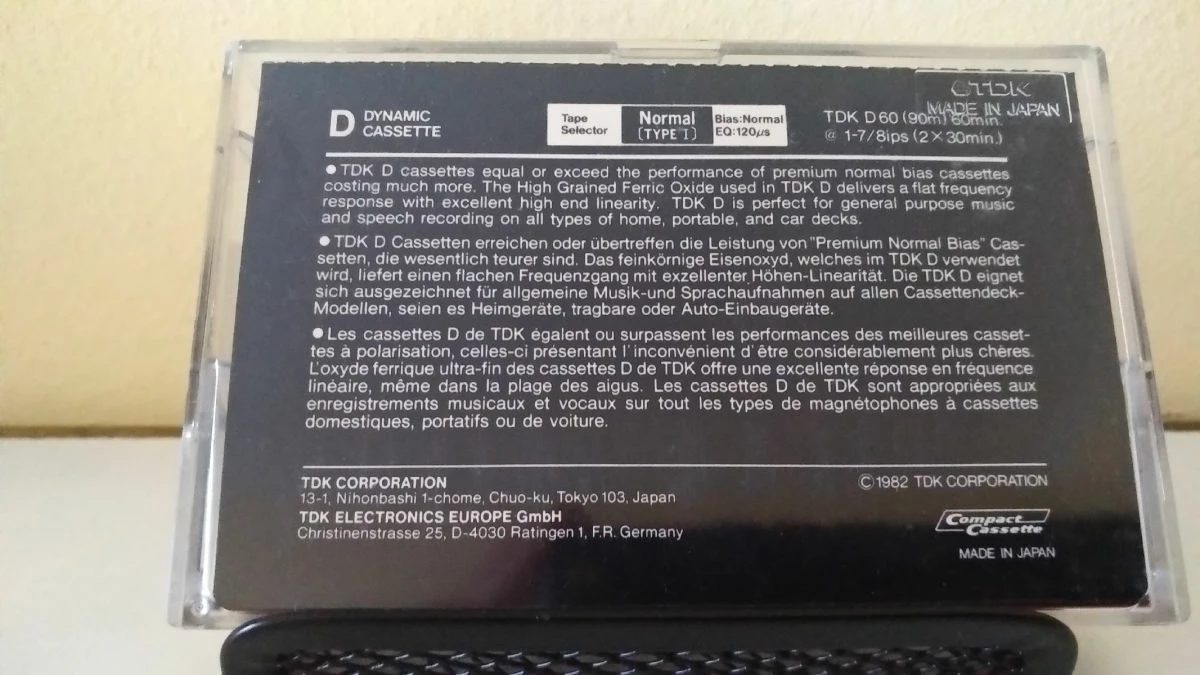 TDK
MADE IN JAPAN
D DYNAMIC
CASSETTE
Tape
Selector
Normal
[TYPE I]
Bias:Normal
EQ:120µs
TDK D60 (90m) 60min.
@ 1-7/8ips (2×30min.)
● TDK D cassettes equal or exceed the performance of premium normal bias cassettes
costing much more. The High Grained Ferric Oxide used in TDK D delivers a flat frequency
response with excellent high end linearity. TDK D is perfect for general purpose music
and speech recording on all types of home, portable, and car decks.
● TDK D Cassetten erreichen oder übertreffen die Leistung von "Premium Normal Bias" Cas-
setten, die wesentlich teurer sind. Das feinkörnige Eisenoxyd, welches im TDK D verwendet
wird, liefert einen flachen Frequenzgang mit exzellenter Höhen-Linearität. Die TDK D eignet
sich ausgezeichnet für allgemeine Musik-und Sprachaufnahmen auf allen Cassettendeck-
Modellen, seien es Heimgeräte, tragbare oder Auto-Einbaugeräte.
● Les cassettes D de TDK égalent ou surpassent les performances des meilleures casset-
tes à polarisation, celles-ci présentant l'inconvénient d'être considérablement plus chères.
L'oxyde ferrique ultra-fin des cassettes D de TDK offre une excellente réponse en fréquence
linéaire, même dans la plage des aigus. Les cassettes D de TDK sont appropriées aux
enregistrements musicaux et vocaux sur tout les types de magnétophones à cassettes
domestiques, portatifs ou de voiture.
TDK CORPORATION
13-1, Nihonbashi 1-chome, Chuo-ku, Tokyo 103, Japan
TDK ELECTRONICS EUROPE GmbH
Christinenstrasse 25, D-4030 Ratingen 1, F.R. Germany
©1982 TDK CORPORATION
Compact
Cassette
MADE IN JAPAN